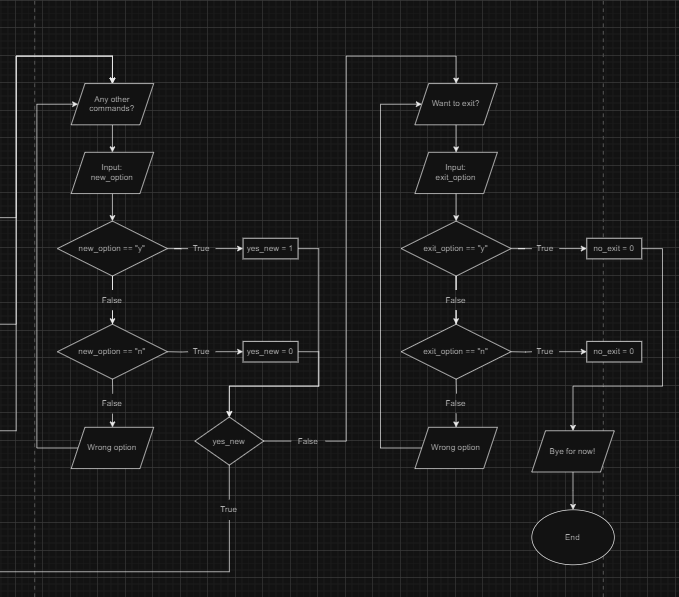 Any other
commands?
Input:
new_option
new_option == "y"
True
yes_new = 1
False
new_option == "n"
True
yes_new = 0
False
Wrong option
yes_new
False
True
Want to exit?
Input:
exit_option
exit_option == "y"
True
no_exit = 0
False
exit_option == "n"
True
no_exit = 0
False
Wrong option
Bye for now!
End